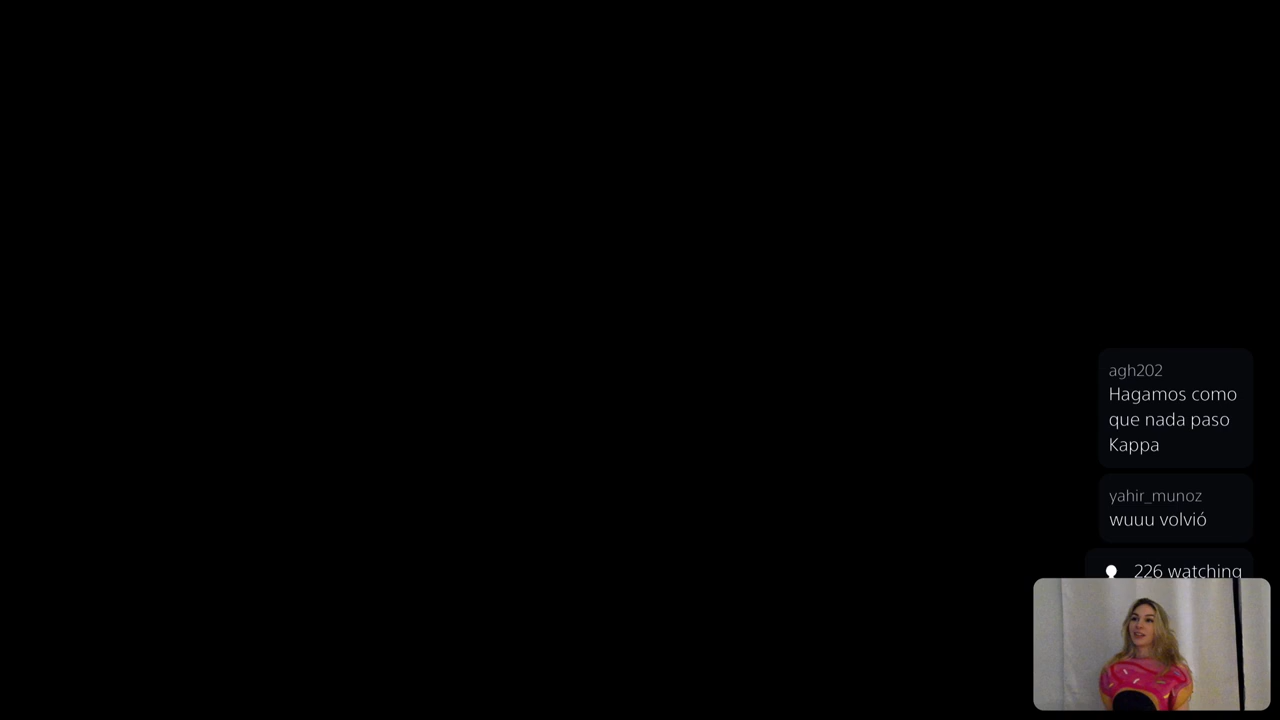 agh202
Hagamos como
que nada paso
Kappa
yahir_munoz
wuuu volvió
226 watching